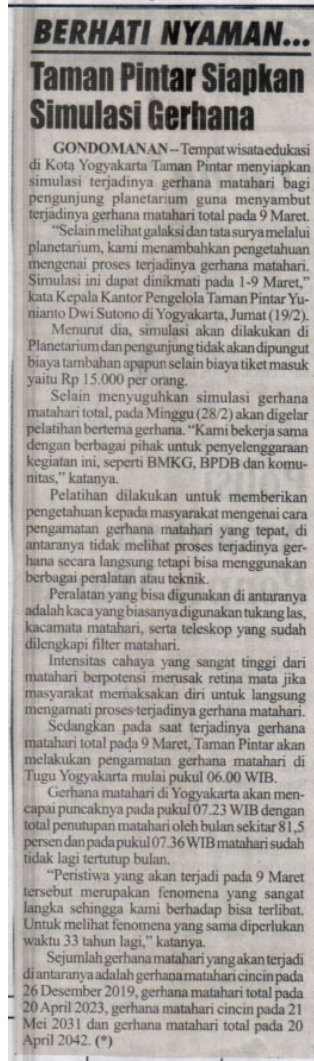 BERHATI NYAMAN...
Taman Pintar Siapkan
Simulasi Gerhana
GONDOMANAN – Tempat wisata edukasi
di Kota Yogyakarta Taman Pintar menyiapkan
simulasi terjadinya gerhana matahari bagi
pengunjung planetarium guna menyambut
terjadinya gerhana matahari total pada 9 Maret.
"Selain melihat galaksi dan tata surya melalui
planetarium, kami menambahkan pengetahuan
mengenai proses terjadinya gerhana matahari.
Simulasi ini dapat dinikmati pada 1-9 Maret,"
kata Kepala Kantor Pengelola Taman Pintar Yu-
nianto Dwi Sutono di Yogyakarta, Jumat (19/2).
Menurut dia, simulasi akan dilakukan di
Planetarium dan pengunjung tidak akan dipungut
biaya tambahan apapun selain biaya tiket masuk
yaitu Rp 15.000 per orang.
Selain menyuguhkan simulasi gerhana
matahari total, pada Minggu (28/2) akan digelar
pelatihan bertema gerhana. "Kami bekerja sama
dengan berbagai pihak untuk penyelenggaraan
kegiatan ini, seperti BMKG, BPDB dan komu-
nitas," katanya.
Pelatihan dilakukan untuk memberikan
pengetahuan kepada masyarakat mengenai cara
pengamatan gerhana matahari yang tepat, di
antaranya tidak melihat proses terjadinya ger-
hana secara langsung tetapi bisa menggunakan
berbagai peralatan atau teknik.
Peralatan yang bisa digunakan di antaranya
adalah kaca yang biasanya digunakan tukang las,
kacamata matahari, serta teleskop yang sudah
dilengkapi filter matahari.
Intensitas cahaya yang sangat tinggi dari
matahari berpotensi merusak retina mata jika
masyarakat memaksakan diri untuk langsung
mengamati proses terjadinya gerhana matahari.
Sedangkan pada saat terjadinya gerhana
matahari total pada 9 Maret, Taman Pintar akan
melakukan pengamatan gerhana matahari di
Tugu Yogyakarta mulai pukul 06.00 WIB.
Gerhana matahari di Yogyakarta akan men-
capai puncaknya pada pukul 07.23 WIB dengan
total penutupan matahari oleh bulan sekitar 81,5
persen dan pada pukul 07.36 WIB matahari sudah
tidak lagi tertutup bulan.
"Peristiwa yang akan terjadi pada 9 Maret
tersebut merupakan fenomena yang sangat
langka sehingga kami berhadap bisa terlibat.
Untuk melihat fenomena yang sama diperlukan
waktu 33 tahun lagi," katanya.
Sejumlah gerhana matahari yang akan terjadi
di antaranya adalah gerhana matahari cincin pada
26 Desember 2019, gerhana matahari total pada
20 April 2023, gerhana matahari cincin pada 21
Mei 2031 dan gerhana matahari total pada 20
April 2042. (*)